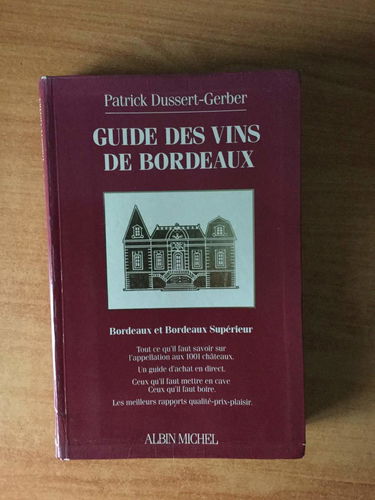 Patrick Dussert-Gerber
GUIDE DES VINS
DE BORDEAUX
Bordeaux et Bordeaux Supérieur
Tout ce qu'il faut savoir sur
l'appellation aux 1001 châteaux.
Un guide d'achat en direct.
Ceux qu'il faut mettre en cave
Ceux qu'il faut boire.
Les meilleurs rapports qualité-prix-plaisir.
ALBIN MICHEL